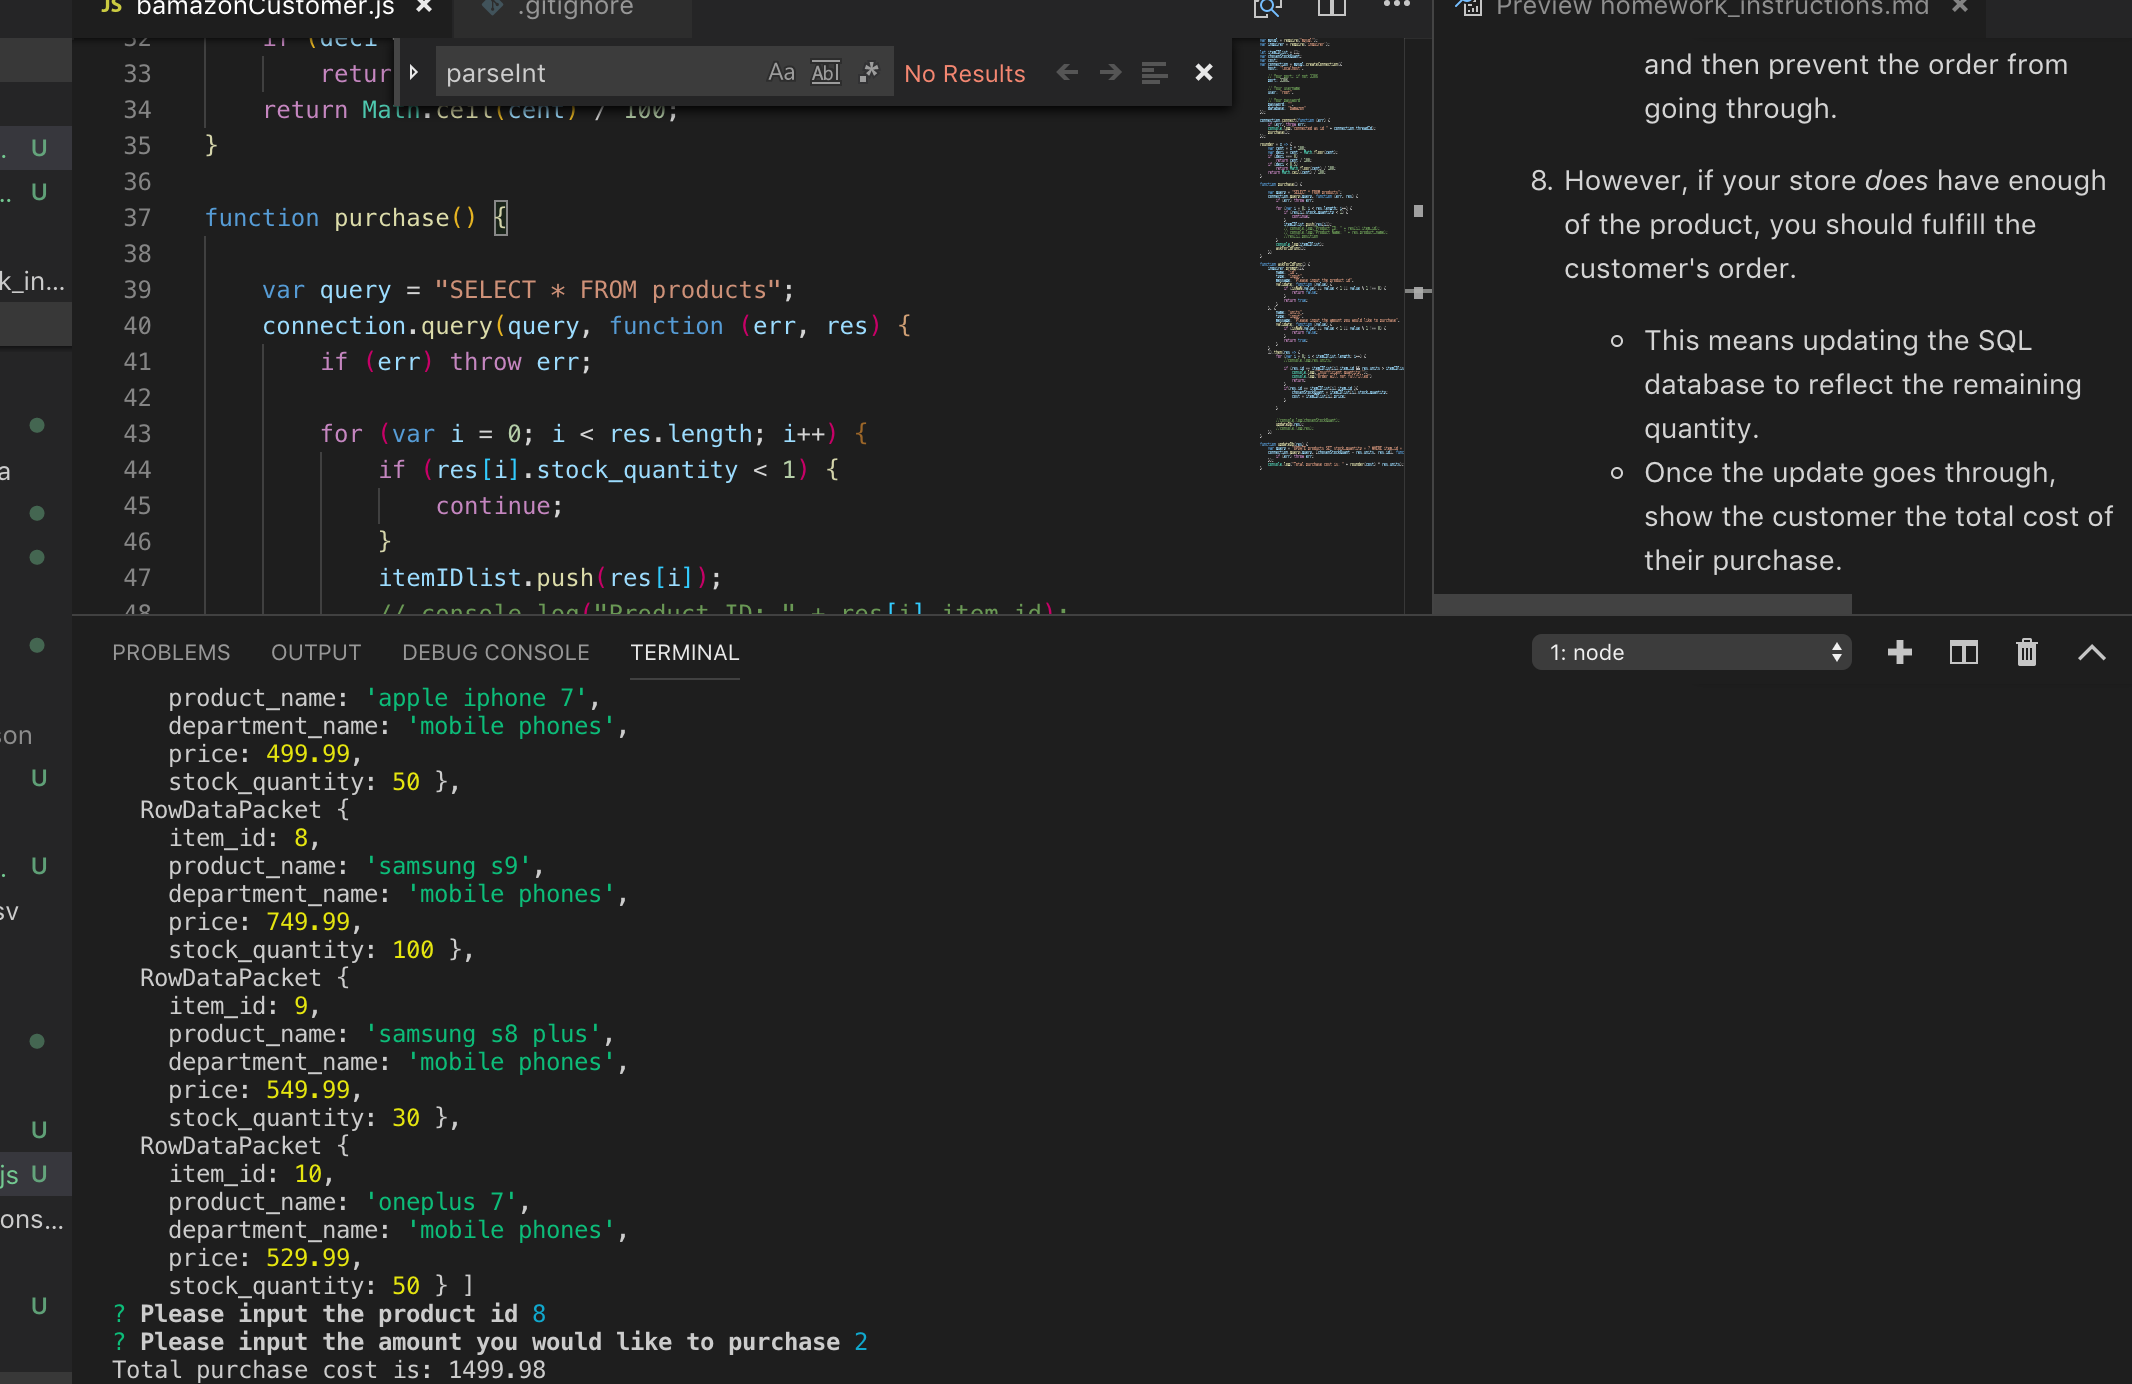 JS bamazonCustomer.js ×
.gitignore
Preview homework_instructions.md ×
parseInt
Aa Abl .* No Results
32 if (deci
33 retur
34 return Math.ceil(cent) / 100;
35 }
36
37 function purchase() {
38
39 var query = "SELECT * FROM products";
40 connection.query(query, function (err, res) {
41 if (err) throw err;
42
43 for (var i = 0; i < res.length; i++) {
44 if (res[i].stock_quantity < 1) {
45 continue;
46 }
47 itemIDlist.push(res[i]);
48 // console.log("Product ID: " + res[i].item_id);
and then prevent the order from
going through.
8. However, if your store does have enough
of the product, you should fulfill the
customer's order.
This means updating the SQL
database to reflect the remaining
quantity.
Once the update goes through,
show the customer the total cost of
their purchase.
. U
.. U
k_in...
a
son
U
. U
sv
U
js U
ons...
U
PROBLEMS OUTPUT DEBUG CONSOLE TERMINAL
1: node
product_name: 'apple iphone 7',
department_name: 'mobile phones',
price: 499.99,
stock_quantity: 50 },
RowDataPacket {
item_id: 8,
product_name: 'samsung s9',
department_name: 'mobile phones',
price: 749.99,
stock_quantity: 100 },
RowDataPacket {
item_id: 9,
product_name: 'samsung s8 plus',
department_name: 'mobile phones',
price: 549.99,
stock_quantity: 30 },
RowDataPacket {
item_id: 10,
product_name: 'oneplus 7',
department_name: 'mobile phones',
price: 529.99,
stock_quantity: 50 } ]
? Please input the product id 8
? Please input the amount you would like to purchase 2
Total purchase cost is: 1499.98